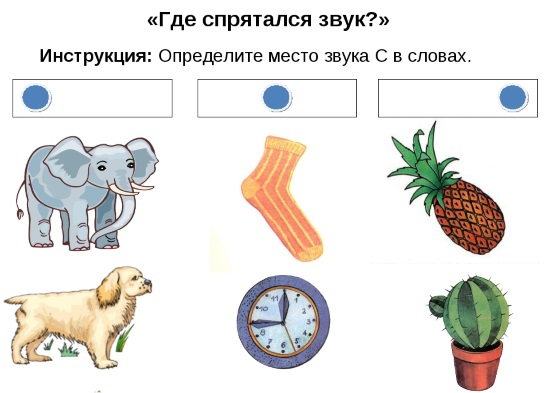 «Где спрятался звук?»
Инструкция: Определите место звука С в словах.